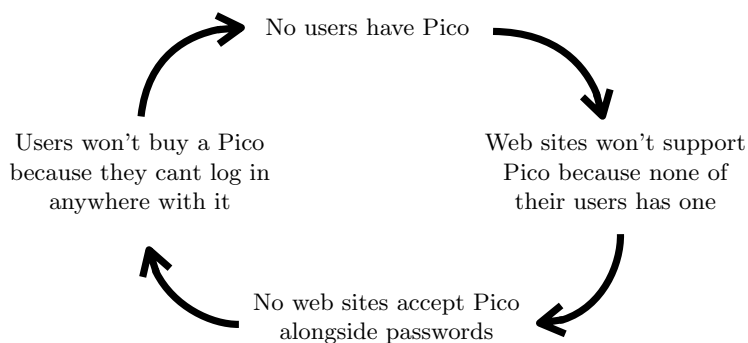 No users have Pico
Web sites won't support
Pico because none of
their users has one
No web sites accept Pico
alongside passwords
Users won't buy a Pico
because they cant log in
anywhere with it